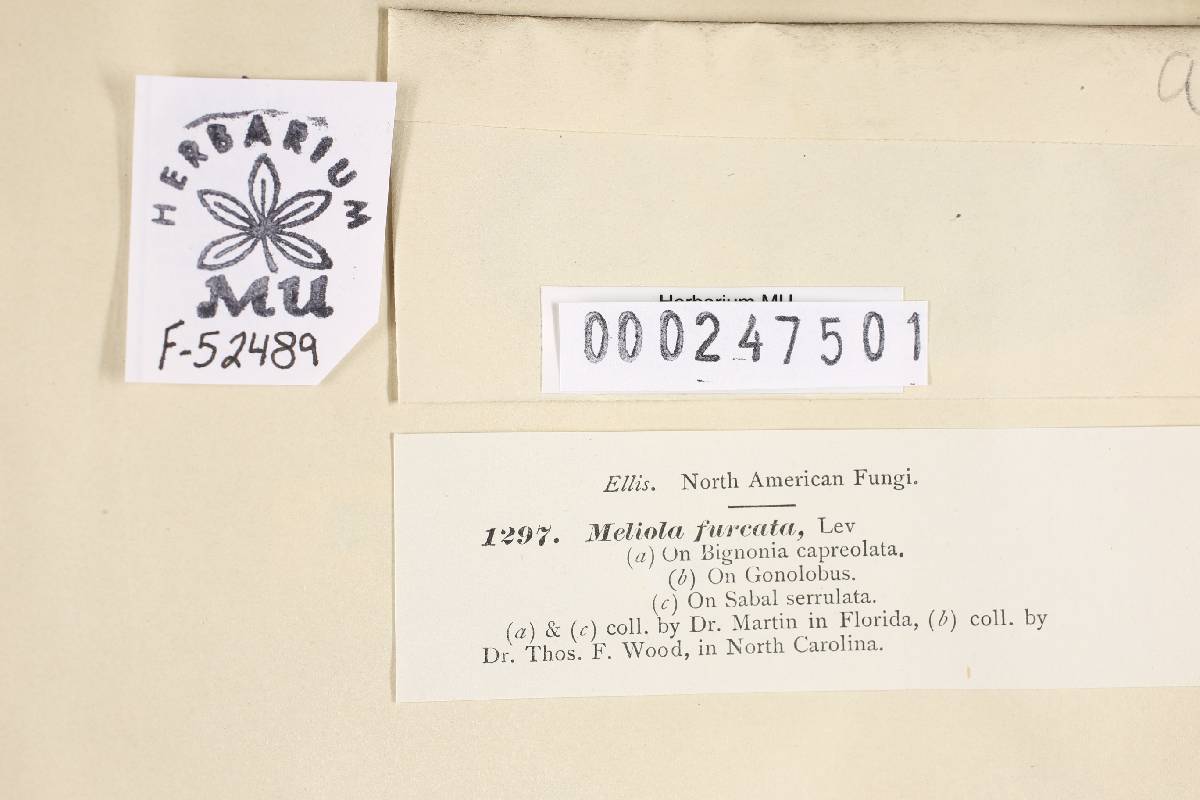 a
HERBARIUM
MU
F-52489
Herbarium MU
000247501
Ellis. North American Fungi.
1297. Meliola furcata, Lev
(a) On Bignonia capreolata.
(b) On Gonolobus.
(c) On Sabal serrulata.
(a) & (c) coll. by Dr. Martin in Florida, (b) coll. by
Dr. Thos. F. Wood, in North Carolina.